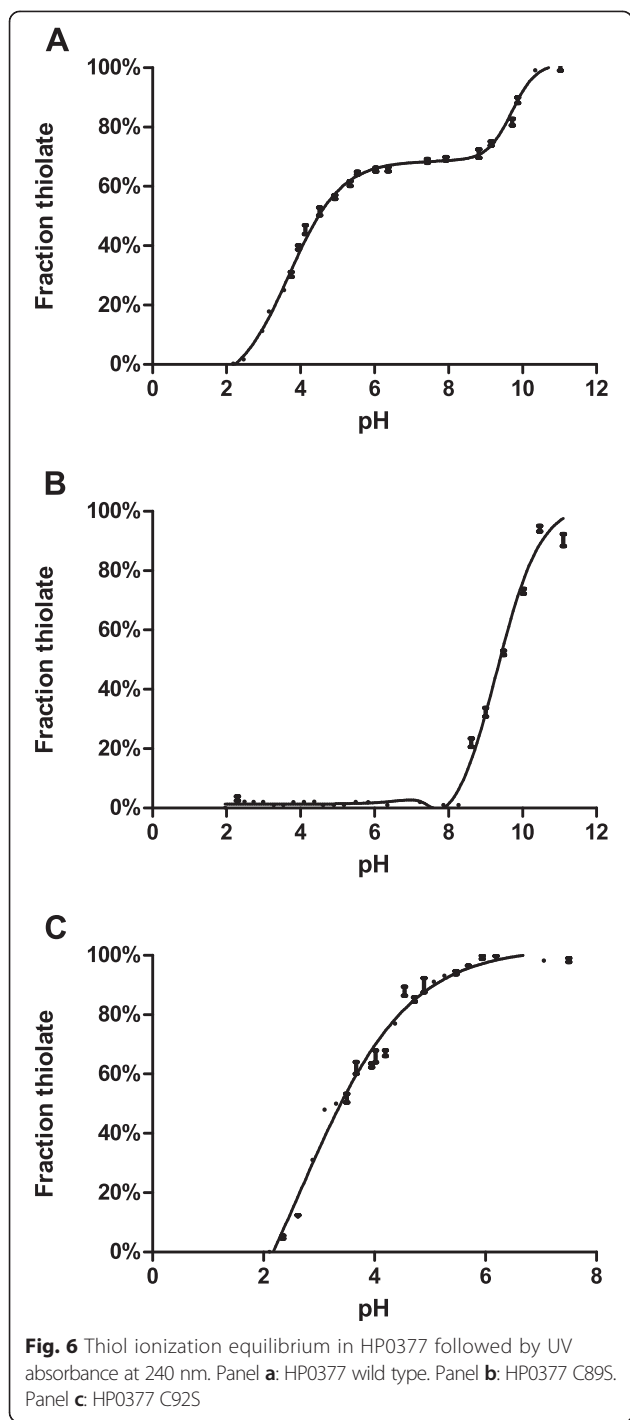 A
100%
80%
60%
40%
20%
0%
Fraction thiolate
0 2 4 6 8 10 12
pH
B
100%
80%
60%
40%
20%
0%
Fraction thiolate
0 2 4 6 8 10 12
pH
C
100%
80%
60%
40%
20%
0%
Fraction thiolate
0 2 4 6 8
pH
Fig. 6 Thiol ionization equilibrium in HP0377 followed by UV
absorbance at 240 nm. Panel a: HP0377 wild type. Panel b: HP0377 C89S.
Panel c: HP0377 C92S